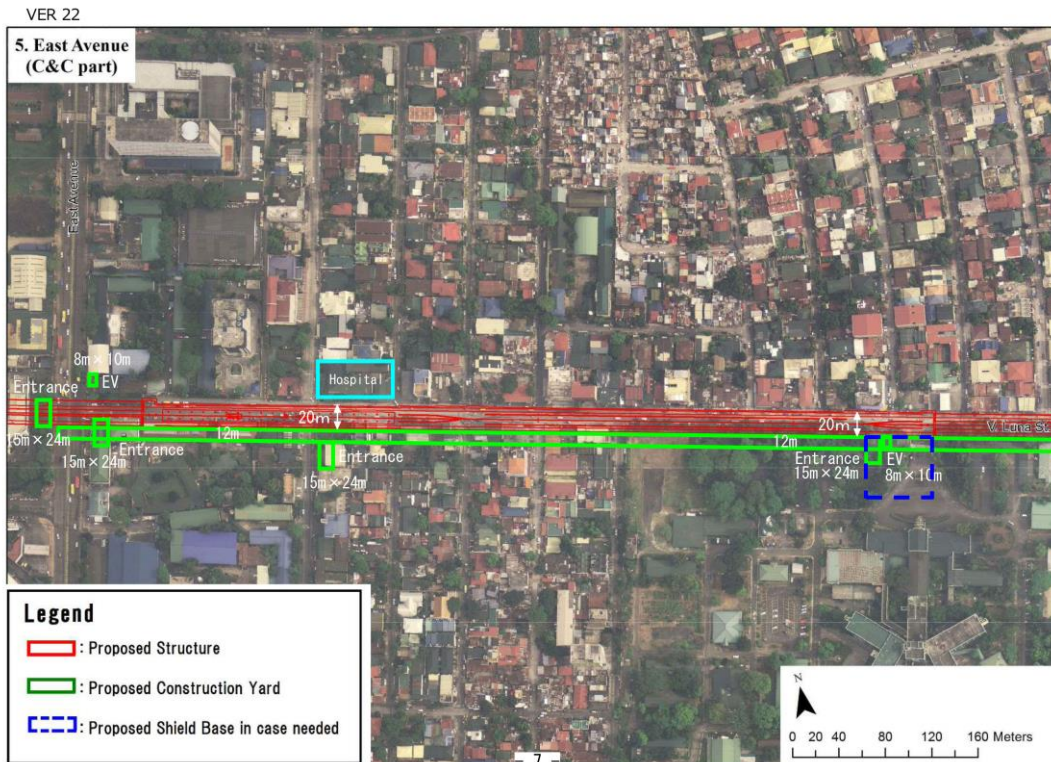 VER 22
5. East Avenue
(C&C part)
East Avenue
8m×10m
EV
Entrance
15m×24m
Entrance
15m×24m
12m
Hospital
20m
Entrance
15m×24m
12m
20m
V. Luna St
Entrance
15m×24m
EV
8m×10m
Legend
: Proposed Structure
: Proposed Construction Yard
: Proposed Shield Base in case needed
N
0 20 40 80 120 160 Meters
7